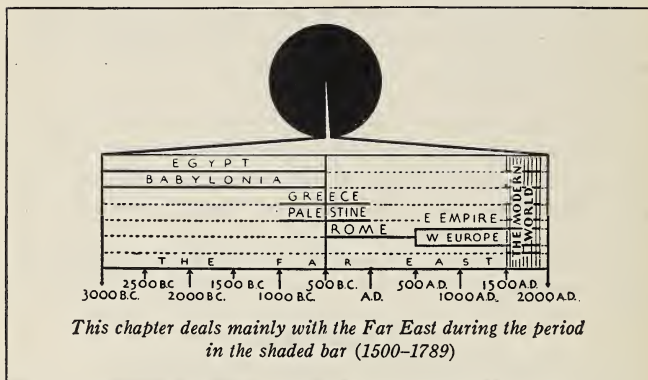 EGYPT
BABYLONIA
GREECE
PALESTINE
ROME
E EMPIRE
W EUROPE
THE MODERN
WORLD
THE FAR EAST
3000 B.C. 2500 B.C 2000 B.C. 1500 B.C 1000 B.C. 500 B.C. A.D. 500 A.D. 1000 A.D. 1500 A.D. 2000 A.D.
This chapter deals mainly with the Far East during the period
in the shaded bar (1500–1789)